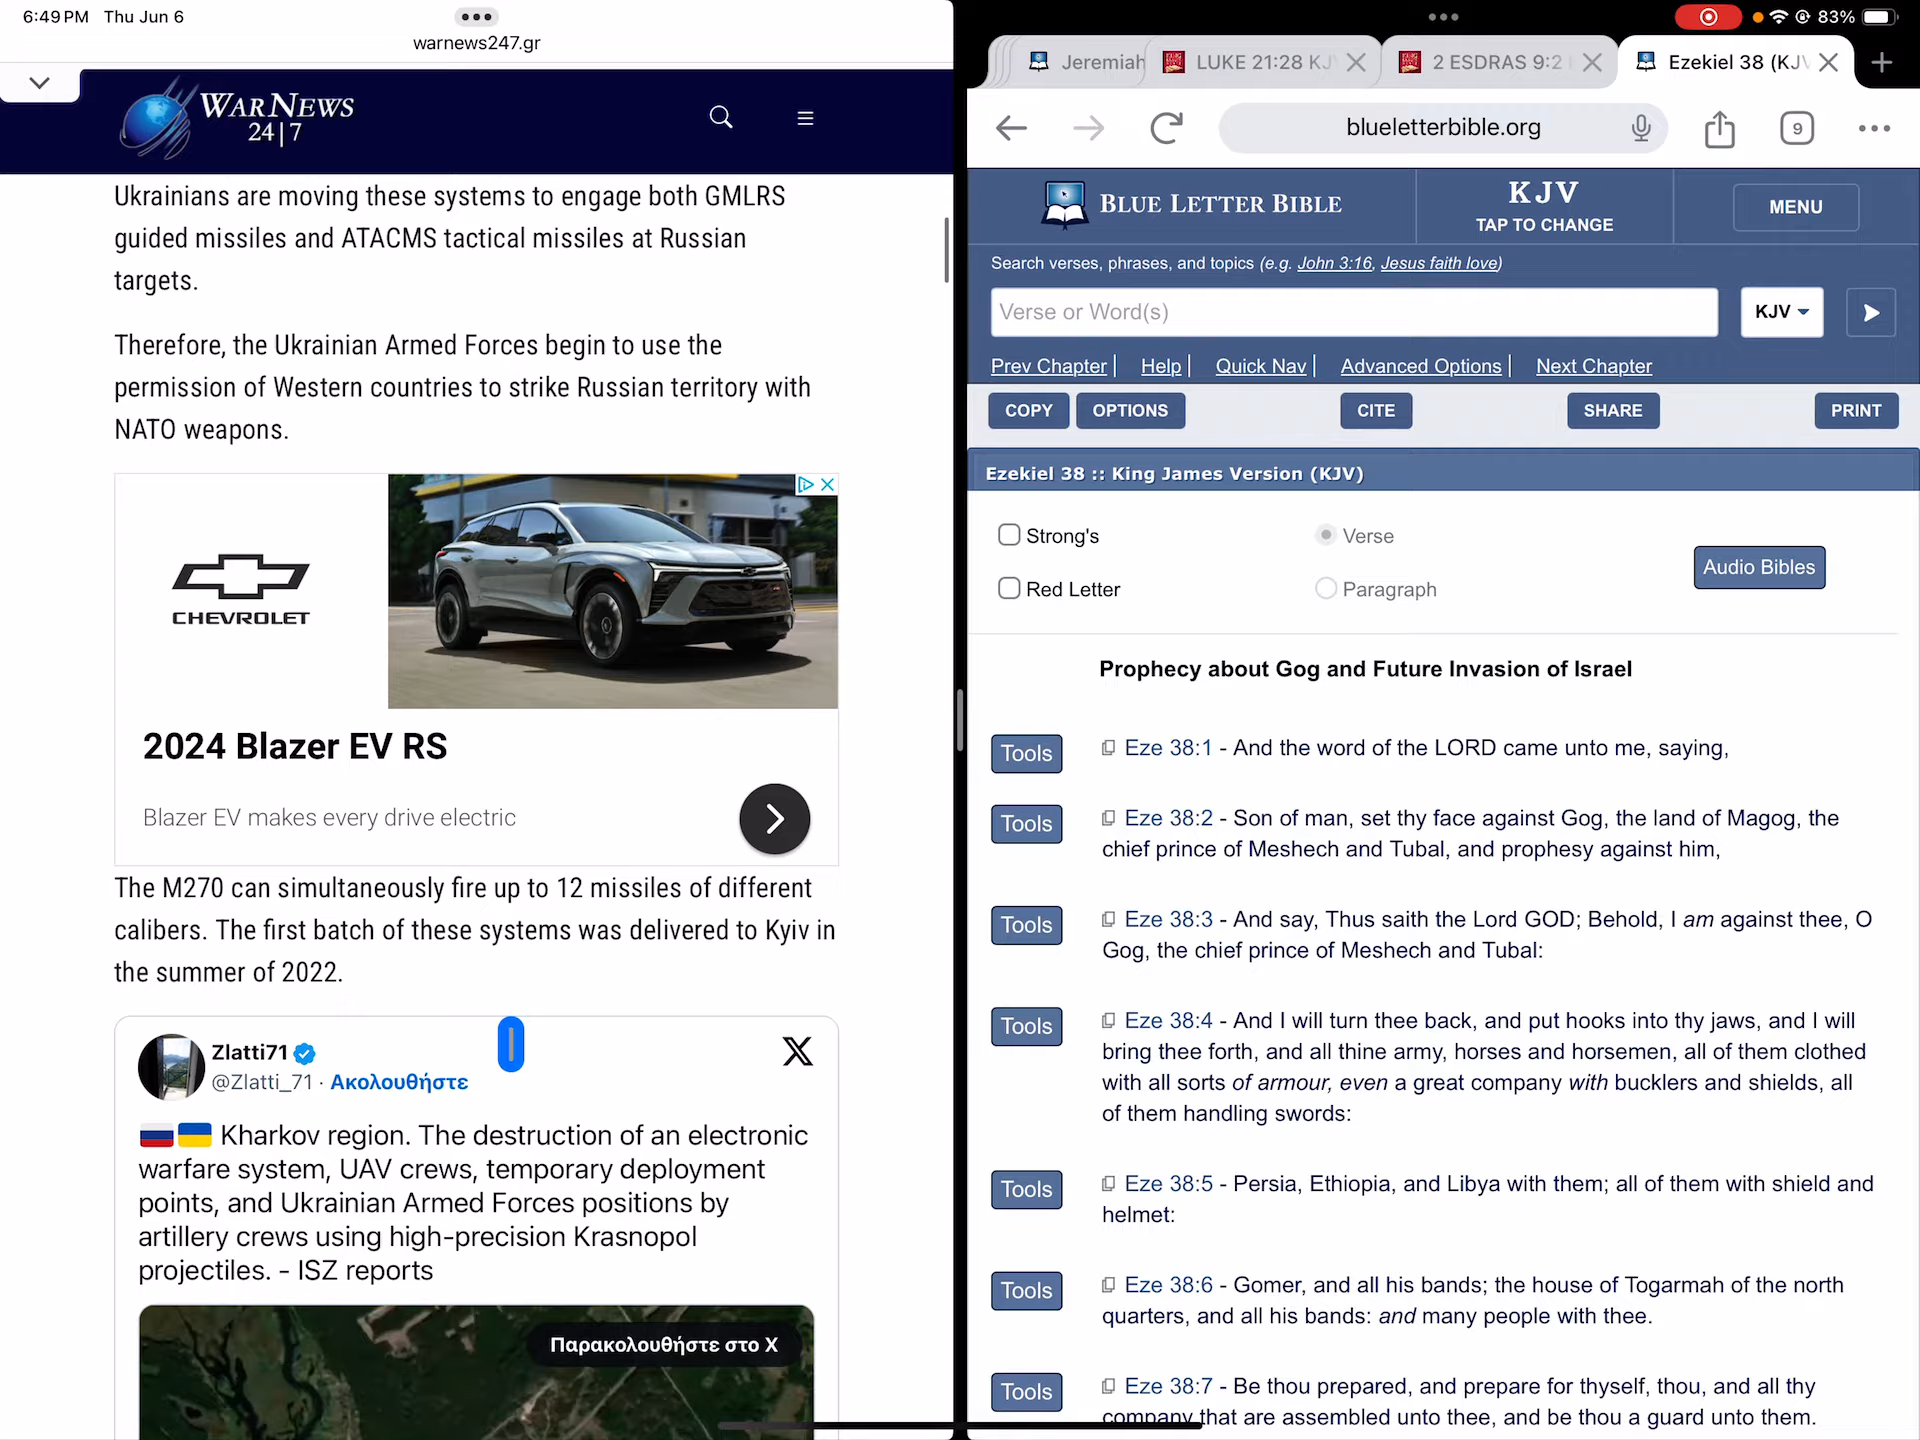 6:49 PM Thu Jun 6
warnews247.gr
WARNEWS
24|7
Ukrainians are moving these systems to engage both GMLRS
guided missiles and ATACMS tactical missiles at Russian
targets.
Therefore, the Ukrainian Armed Forces begin to use the
permission of Western countries to strike Russian territory with
NATO weapons.
CHEVROLET
2024 Blazer EV RS
Blazer EV makes every drive electric
The M270 can simultaneously fire up to 12 missiles of different
calibers. The first batch of these systems was delivered to Kyiv in
the summer of 2022.
Zlatti71
@Zlatti_71 · Ακολουθήστε
Kharkov region. The destruction of an electronic
warfare system, UAV crews, temporary deployment
points, and Ukrainian Armed Forces positions by
artillery crews using high-precision Krasnopol
projectiles. - ISZ reports
Παρακολουθήστε στο X
83%
Jeremiah LUKE 21:28 KJV 2 ESDRAS 9:2 Ezekiel 38 (KJV
blueletterbible.org
9
BLUE LETTER BIBLE
KJV
TAP TO CHANGE
MENU
Search verses, phrases, and topics (e.g. John 3:16, Jesus faith love)
Verse or Word(s)
KJV
Prev Chapter | Help | Quick Nav | Advanced Options | Next Chapter
COPY OPTIONS CITE SHARE PRINT
Ezekiel 38 :: King James Version (KJV)
Strong's Verse
Audio Bibles
Red Letter Paragraph
Prophecy about Gog and Future Invasion of Israel
Tools Eze 38:1 - And the word of the LORD came unto me, saying,
Tools Eze 38:2 - Son of man, set thy face against Gog, the land of Magog, the
chief prince of Meshech and Tubal, and prophesy against him,
Tools Eze 38:3 - And say, Thus saith the Lord GOD; Behold, I am against thee, O
Gog, the chief prince of Meshech and Tubal:
Tools Eze 38:4 - And I will turn thee back, and put hooks into thy jaws, and I will
bring thee forth, and all thine army, horses and horsemen, all of them clothed
with all sorts of armour, even a great company with bucklers and shields, all
of them handling swords:
Tools Eze 38:5 - Persia, Ethiopia, and Libya with them; all of them with shield and
helmet:
Tools Eze 38:6 - Gomer, and all his bands; the house of Togarmah of the north
quarters, and all his bands: and many people with thee.
Tools Eze 38:7 - Be thou prepared, and prepare for thyself, thou, and all thy
company that are assembled unto thee, and be thou a guard unto them.